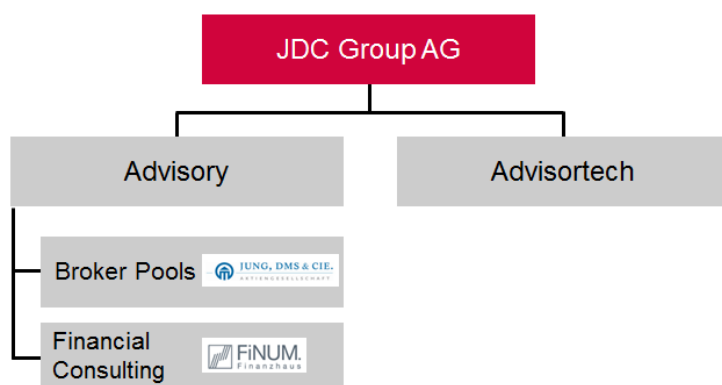 JDC Group AG
Advisory
Advisortech
Broker Pools
JUNG, DMS & CIE.
AKTIENGESELLSCHAFT
Financial
Consulting
FiNUM.
Finanzhaus